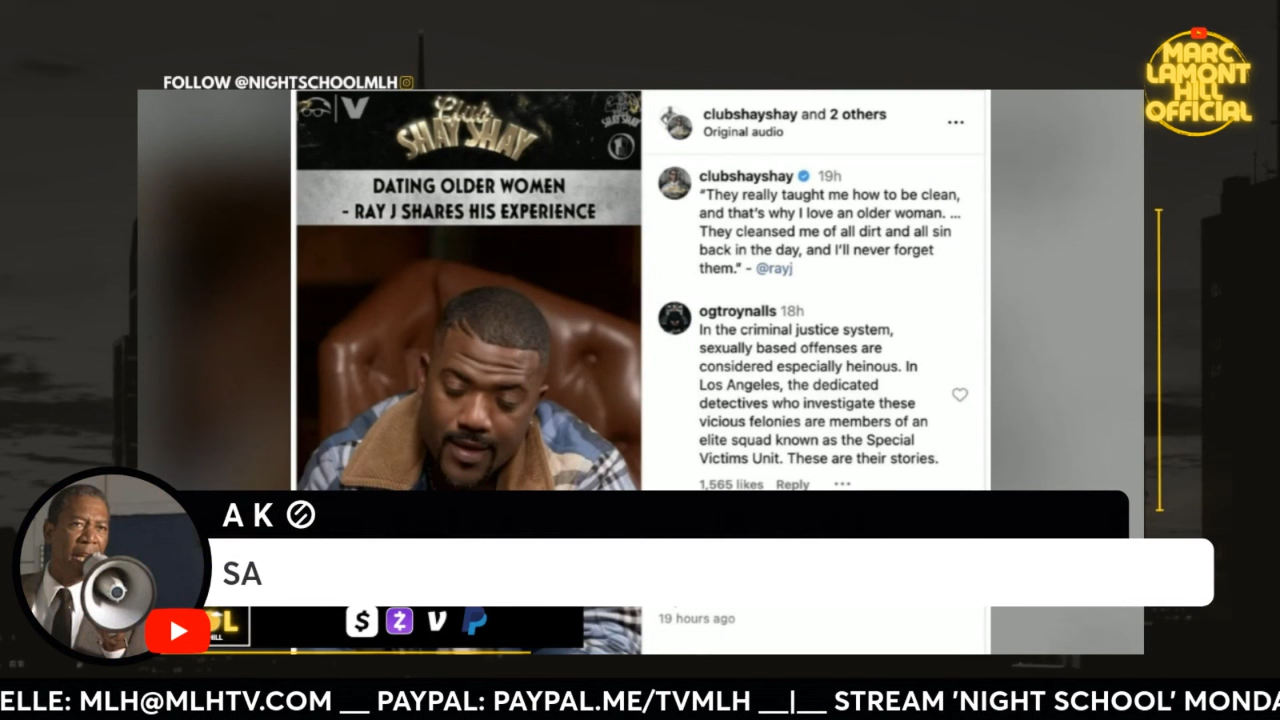 FOLLOW @NIGHTSCHOOLMLH
MARC
LAMONT
HILL
OFFICIAL
Club
SHAY SHAY
DATING OLDER WOMEN
- RAY J SHARES HIS EXPERIENCE
clubshayshay and 2 others
Original audio
clubshayshay 19h
"They really taught me how to be clean,
and that's why I love an older woman. ...
They cleansed me of all dirt and all sin
back in the day, and I'll never forget
them." - @rayj
ogtroynalls 18h
In the criminal justice system,
sexually based offenses are
considered especially heinous. In
Los Angeles, the dedicated
detectives who investigate these
vicious felonies are members of an
elite squad known as the Special
Victims Unit. These are their stories.
1,565 likes Reply
A K
SA
19 hours ago
ELLE: MLH@MLHTV.COM __ PAYPAL: PAYPAL.ME/TVMLH __|__ STREAM 'NIGHT SCHOOL' MONDA